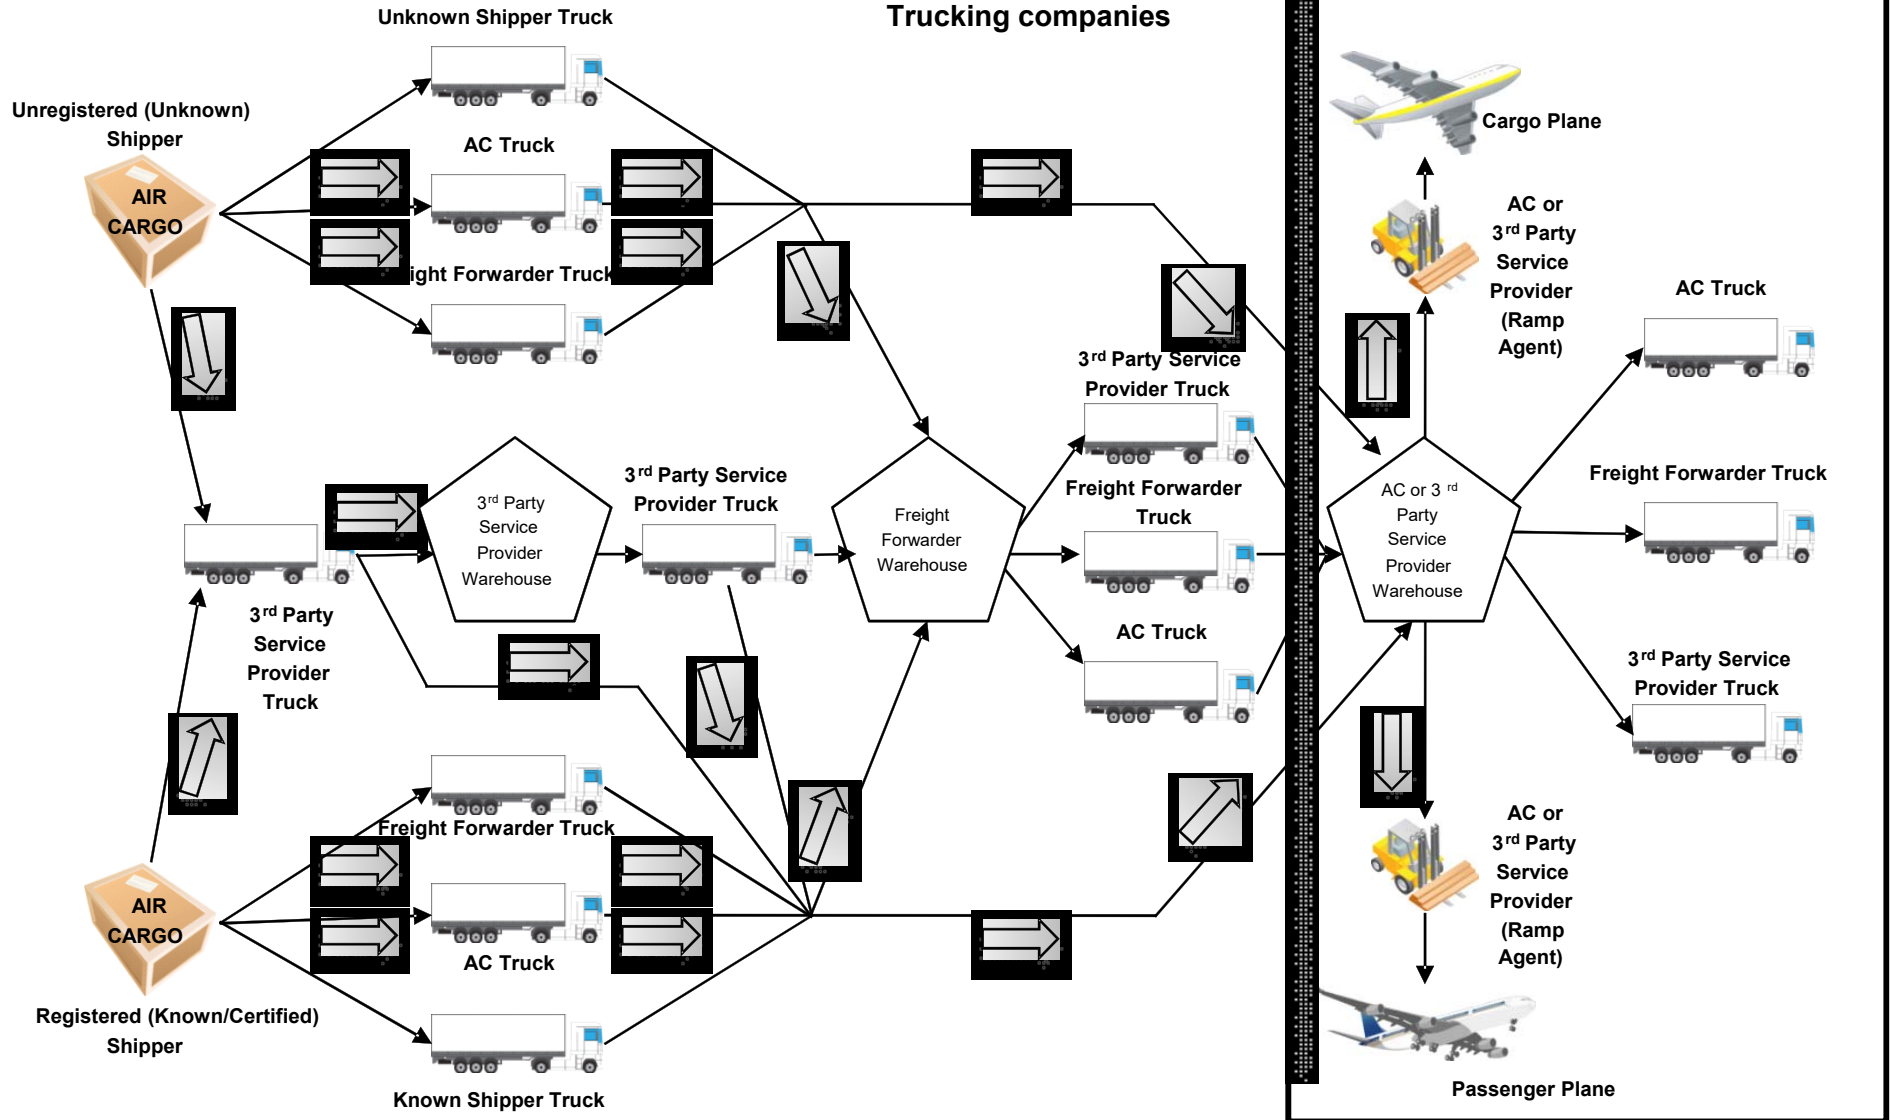 Unknown Shipper Truck
Trucking companies
Unregistered (Unknown)
Shipper
AIR
CARGO
AC Truck
ight Forwarder Truck
Cargo Plane
AC or
3rd Party
Service
Provider
(Ramp
Agent)
AC Truck
3rd Party Service
Provider Truck
Freight Forwarder
Truck
AC Truck
3rd Party
Service
Provider
Warehouse
3rd Party Service
Provider Truck
Freight
Forwarder
Warehouse
AC or 3 rd
Party
Service
Provider
Warehouse
Freight Forwarder Truck
3rd Party Service
Provider Truck
3rd Party
Service
Provider
Truck
Freight Forwarder Truck
AIR
CARGO
AC Truck
Registered (Known/Certified)
Shipper
Known Shipper Truck
AC or
3rd Party
Service
Provider
(Ramp
Agent)
Passenger Plane